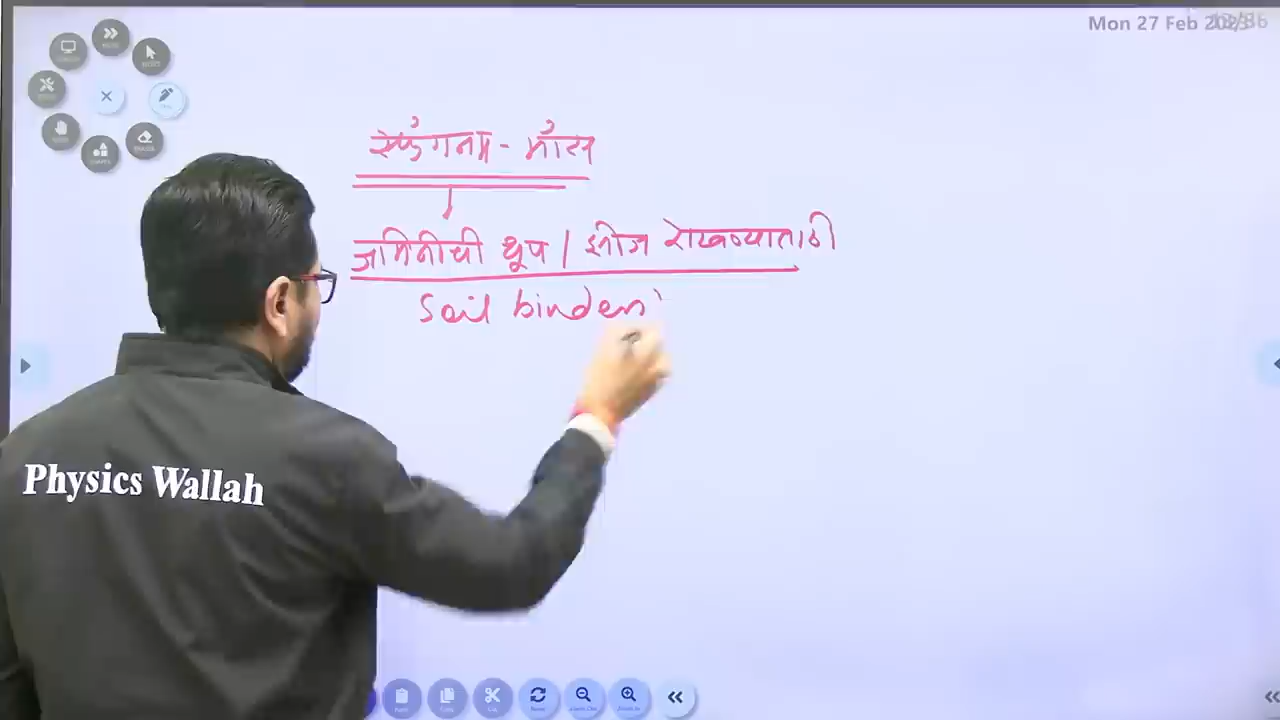 Mon 27 Feb 2023
स्फॅगनम - मॉस
जमिनीची धूप / झीज रोखण्यासाठी
Soil binders
Physics Wallah